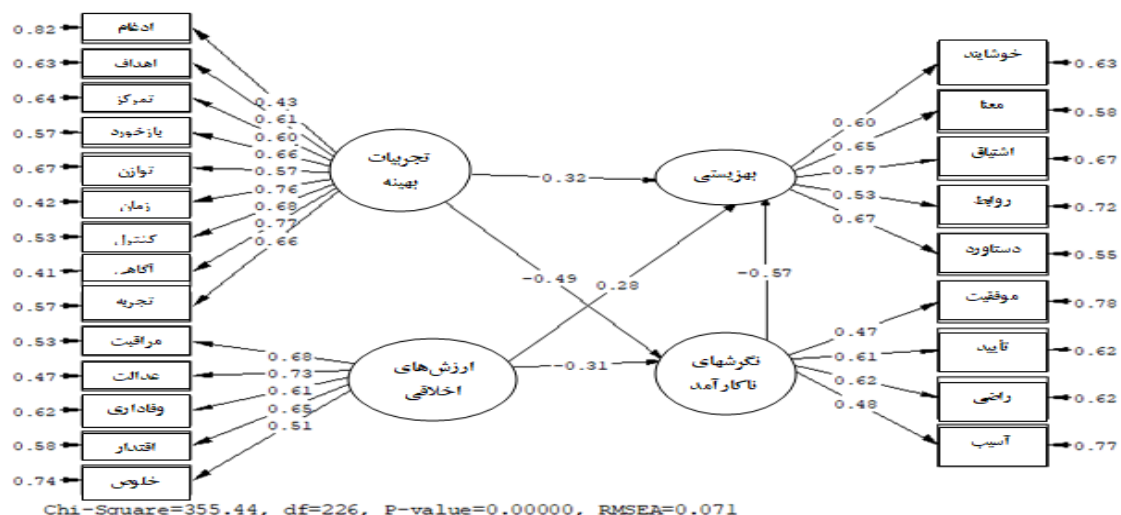 0.82 ادغام
0.63 اهداف
0.64 تمرکز
0.57 بازخورد
0.67 توازن
0.42 زمان
0.53 کنترل
0.41 آگاهی
0.57 تجربه
0.53 مراقبت
0.47 عدالت
0.62 وفاداری
0.58 اقتدار
0.74 خلوص
0.43
0.61
0.60
0.66
0.57
0.76
0.68
0.77
0.66
0.68
0.73
0.61
0.65
0.51
تجربیات
بهینه
ارزش‌های
اخلاقی
0.32
-0.49
0.28
-0.31
-0.57
بهزیستی
نگرشهای
ناکارآمد
0.60
0.65
0.57
0.53
0.67
0.47
0.61
0.62
0.48
خوشایند 0.63
معنا 0.58
اشتیاق 0.67
روابط 0.72
دستاورد 0.55
موفقیت 0.78
تأیید 0.62
راضی 0.62
آسیب 0.77
Chi-Square=355.44, df=226, P-value=0.00000, RMSEA=0.071